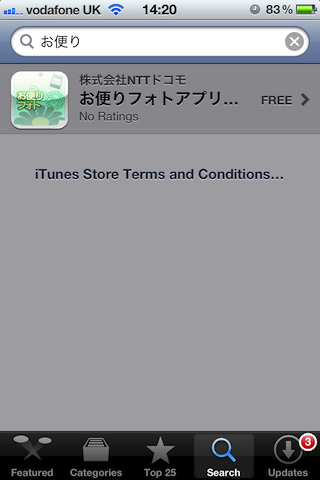 vodafone UK 14:20 83%
お便り
株式会社NTTドコモ
お便りフォトアプリ...
FREE
No Ratings
お便り
フォト
iTunes Store Terms and Conditions...
3
Featured Categories Top 25 Search Updates